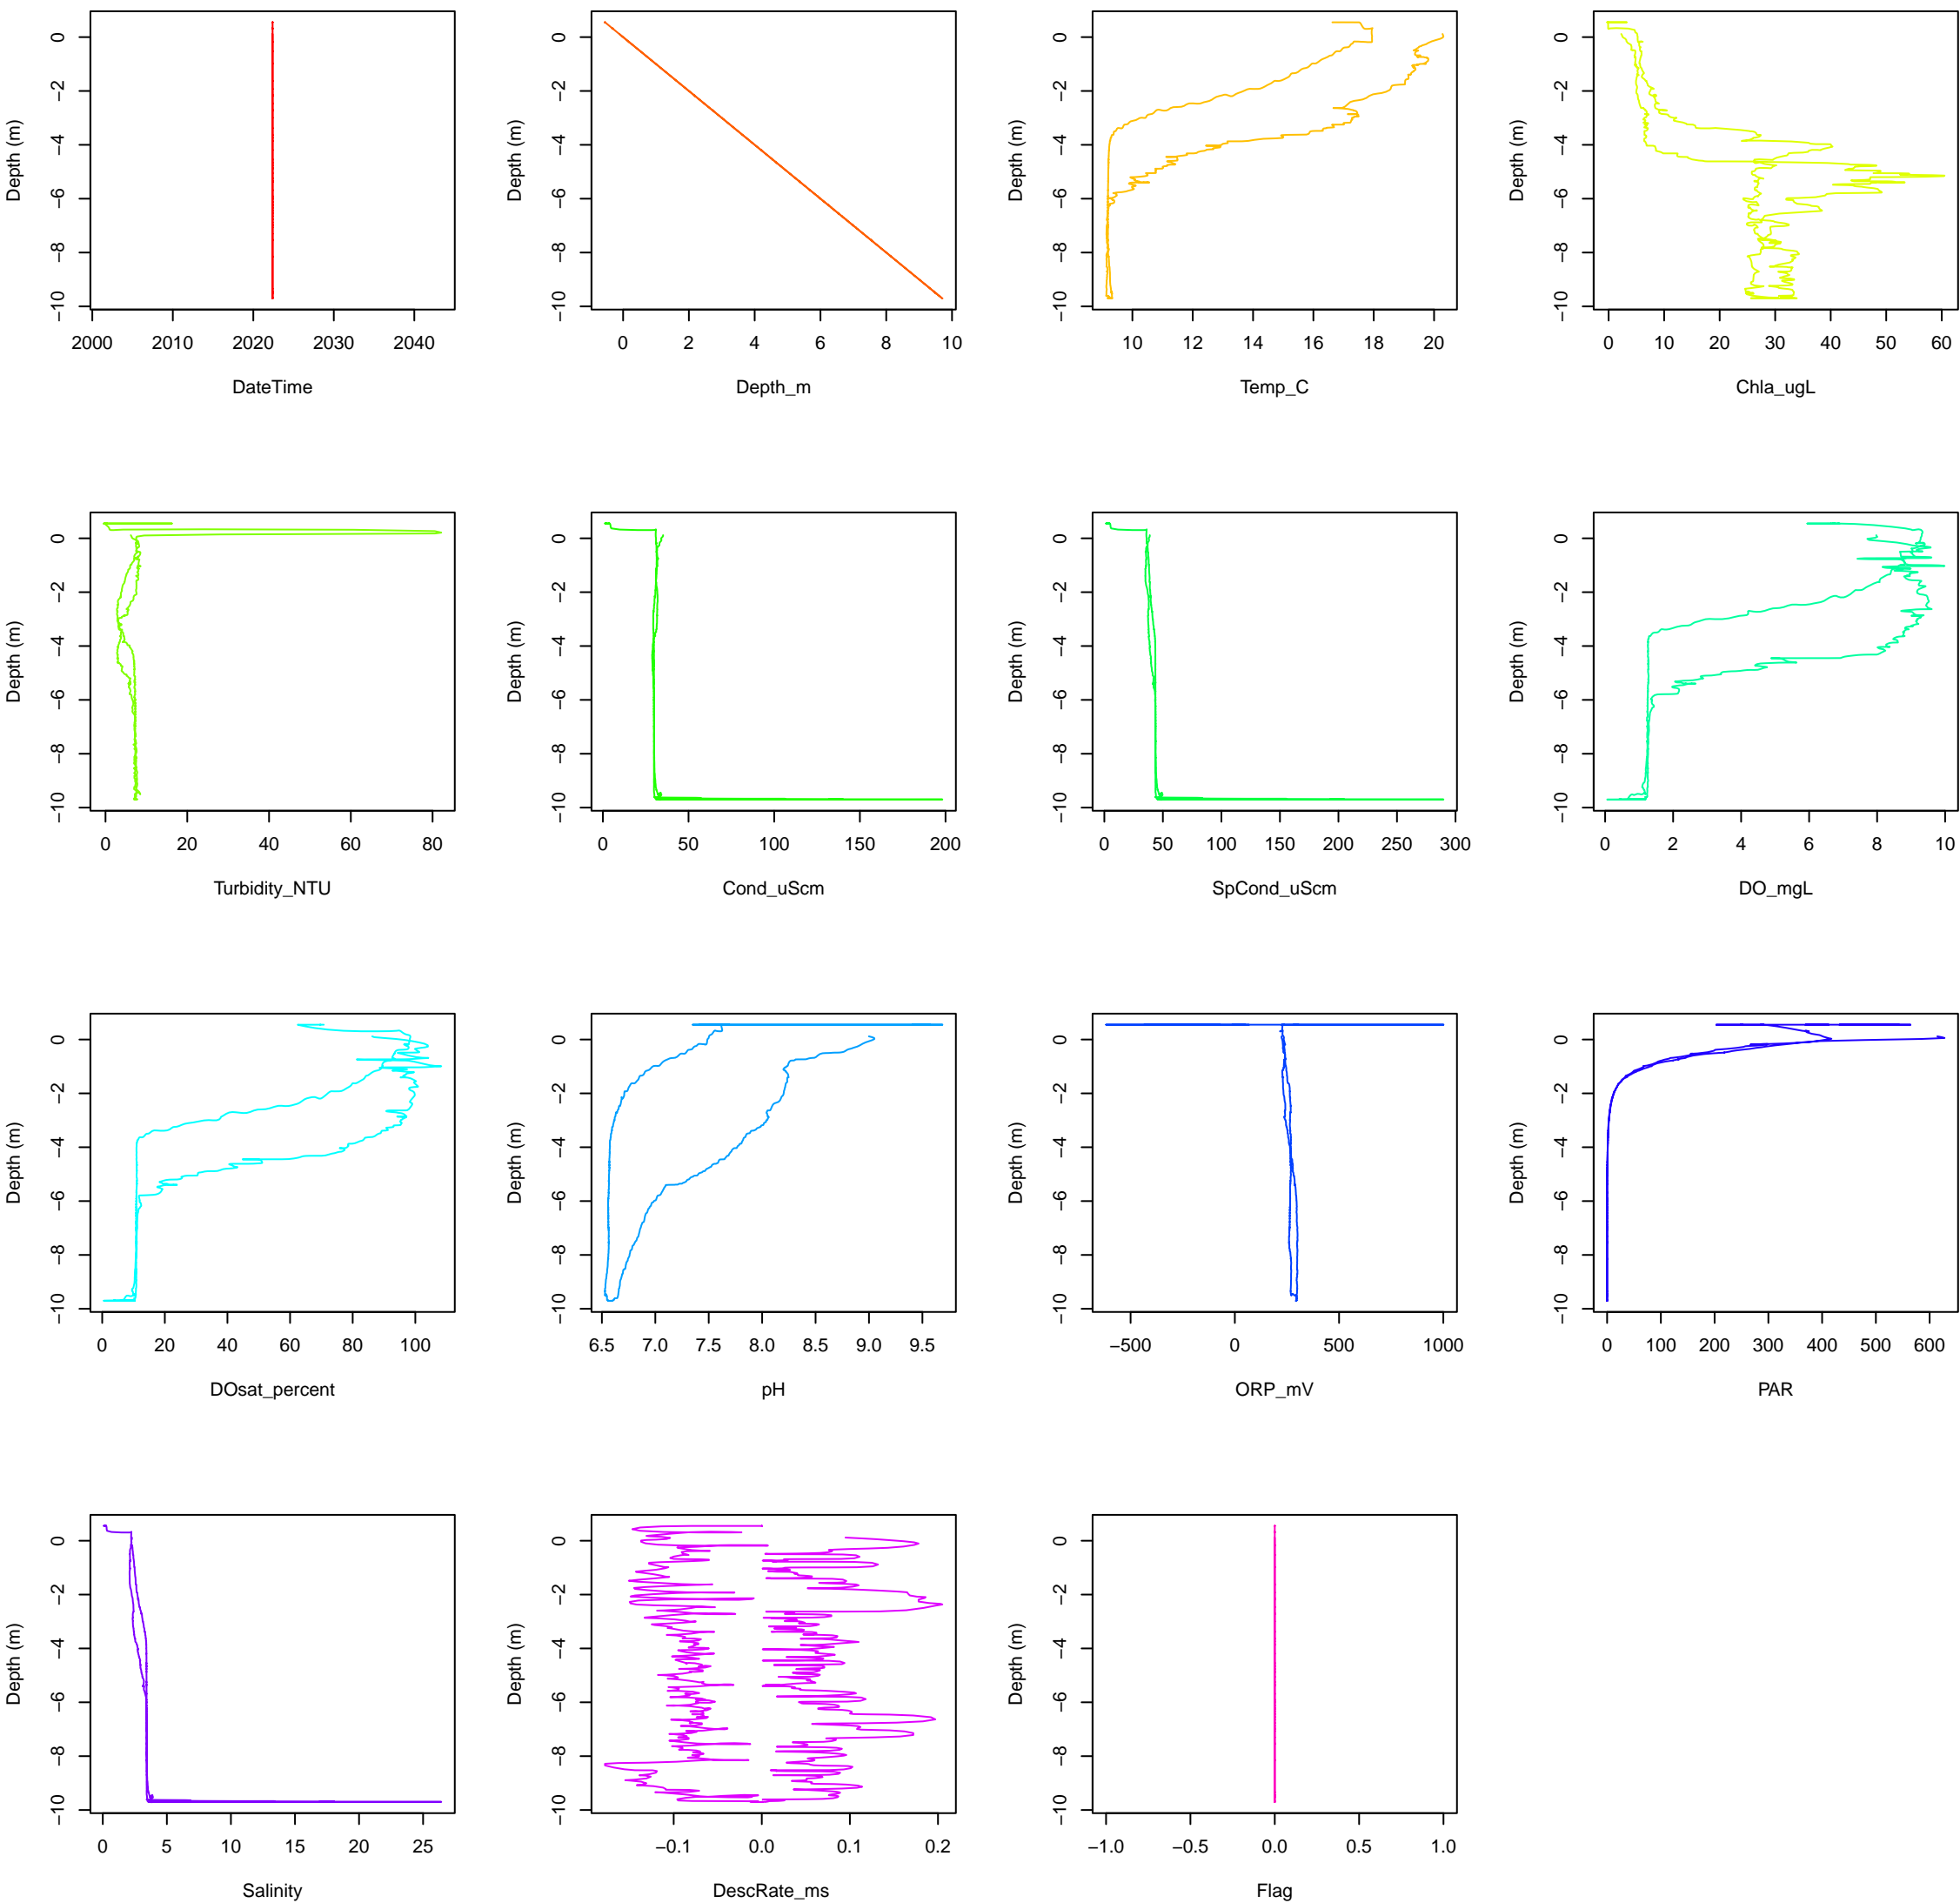 Depth (m)
0
−2
−4
−6
−8
−10
2000 2010 2020 2030 2040
DateTime
Depth (m)
0
−2
−4
−6
−8
−10
0 2 4 6 8 10
Depth_m
Depth (m)
0
−2
−4
−6
−8
−10
10 12 14 16 18 20
Temp_C
Depth (m)
0
−2
−4
−6
−8
−10
0 10 20 30 40 50 60
Chla_ugL
Depth (m)
0
−2
−4
−6
−8
−10
0 20 40 60 80
Turbidity_NTU
Depth (m)
0
−2
−4
−6
−8
−10
0 50 100 150 200
Cond_uScm
Depth (m)
0
−2
−4
−6
−8
−10
0 50 100 150 200 250 300
SpCond_uScm
Depth (m)
0
−2
−4
−6
−8
−10
0 2 4 6 8 10
DO_mgL
Depth (m)
0
−2
−4
−6
−8
−10
0 20 40 60 80 100
DOsat_percent
Depth (m)
0
−2
−4
−6
−8
−10
6.5 7.0 7.5 8.0 8.5 9.0 9.5
pH
Depth (m)
0
−2
−4
−6
−8
−10
−500 0 500 1000
ORP_mV
Depth (m)
0
−2
−4
−6
−8
−10
0 100 200 300 400 500 600
PAR
Depth (m)
0
−2
−4
−6
−8
−10
0 5 10 15 20 25
Salinity
Depth (m)
0
−2
−4
−6
−8
−10
−0.1 0.0 0.1 0.2
DescRate_ms
Depth (m)
0
−2
−4
−6
−8
−10
−1.0 −0.5 0.0 0.5 1.0
Flag